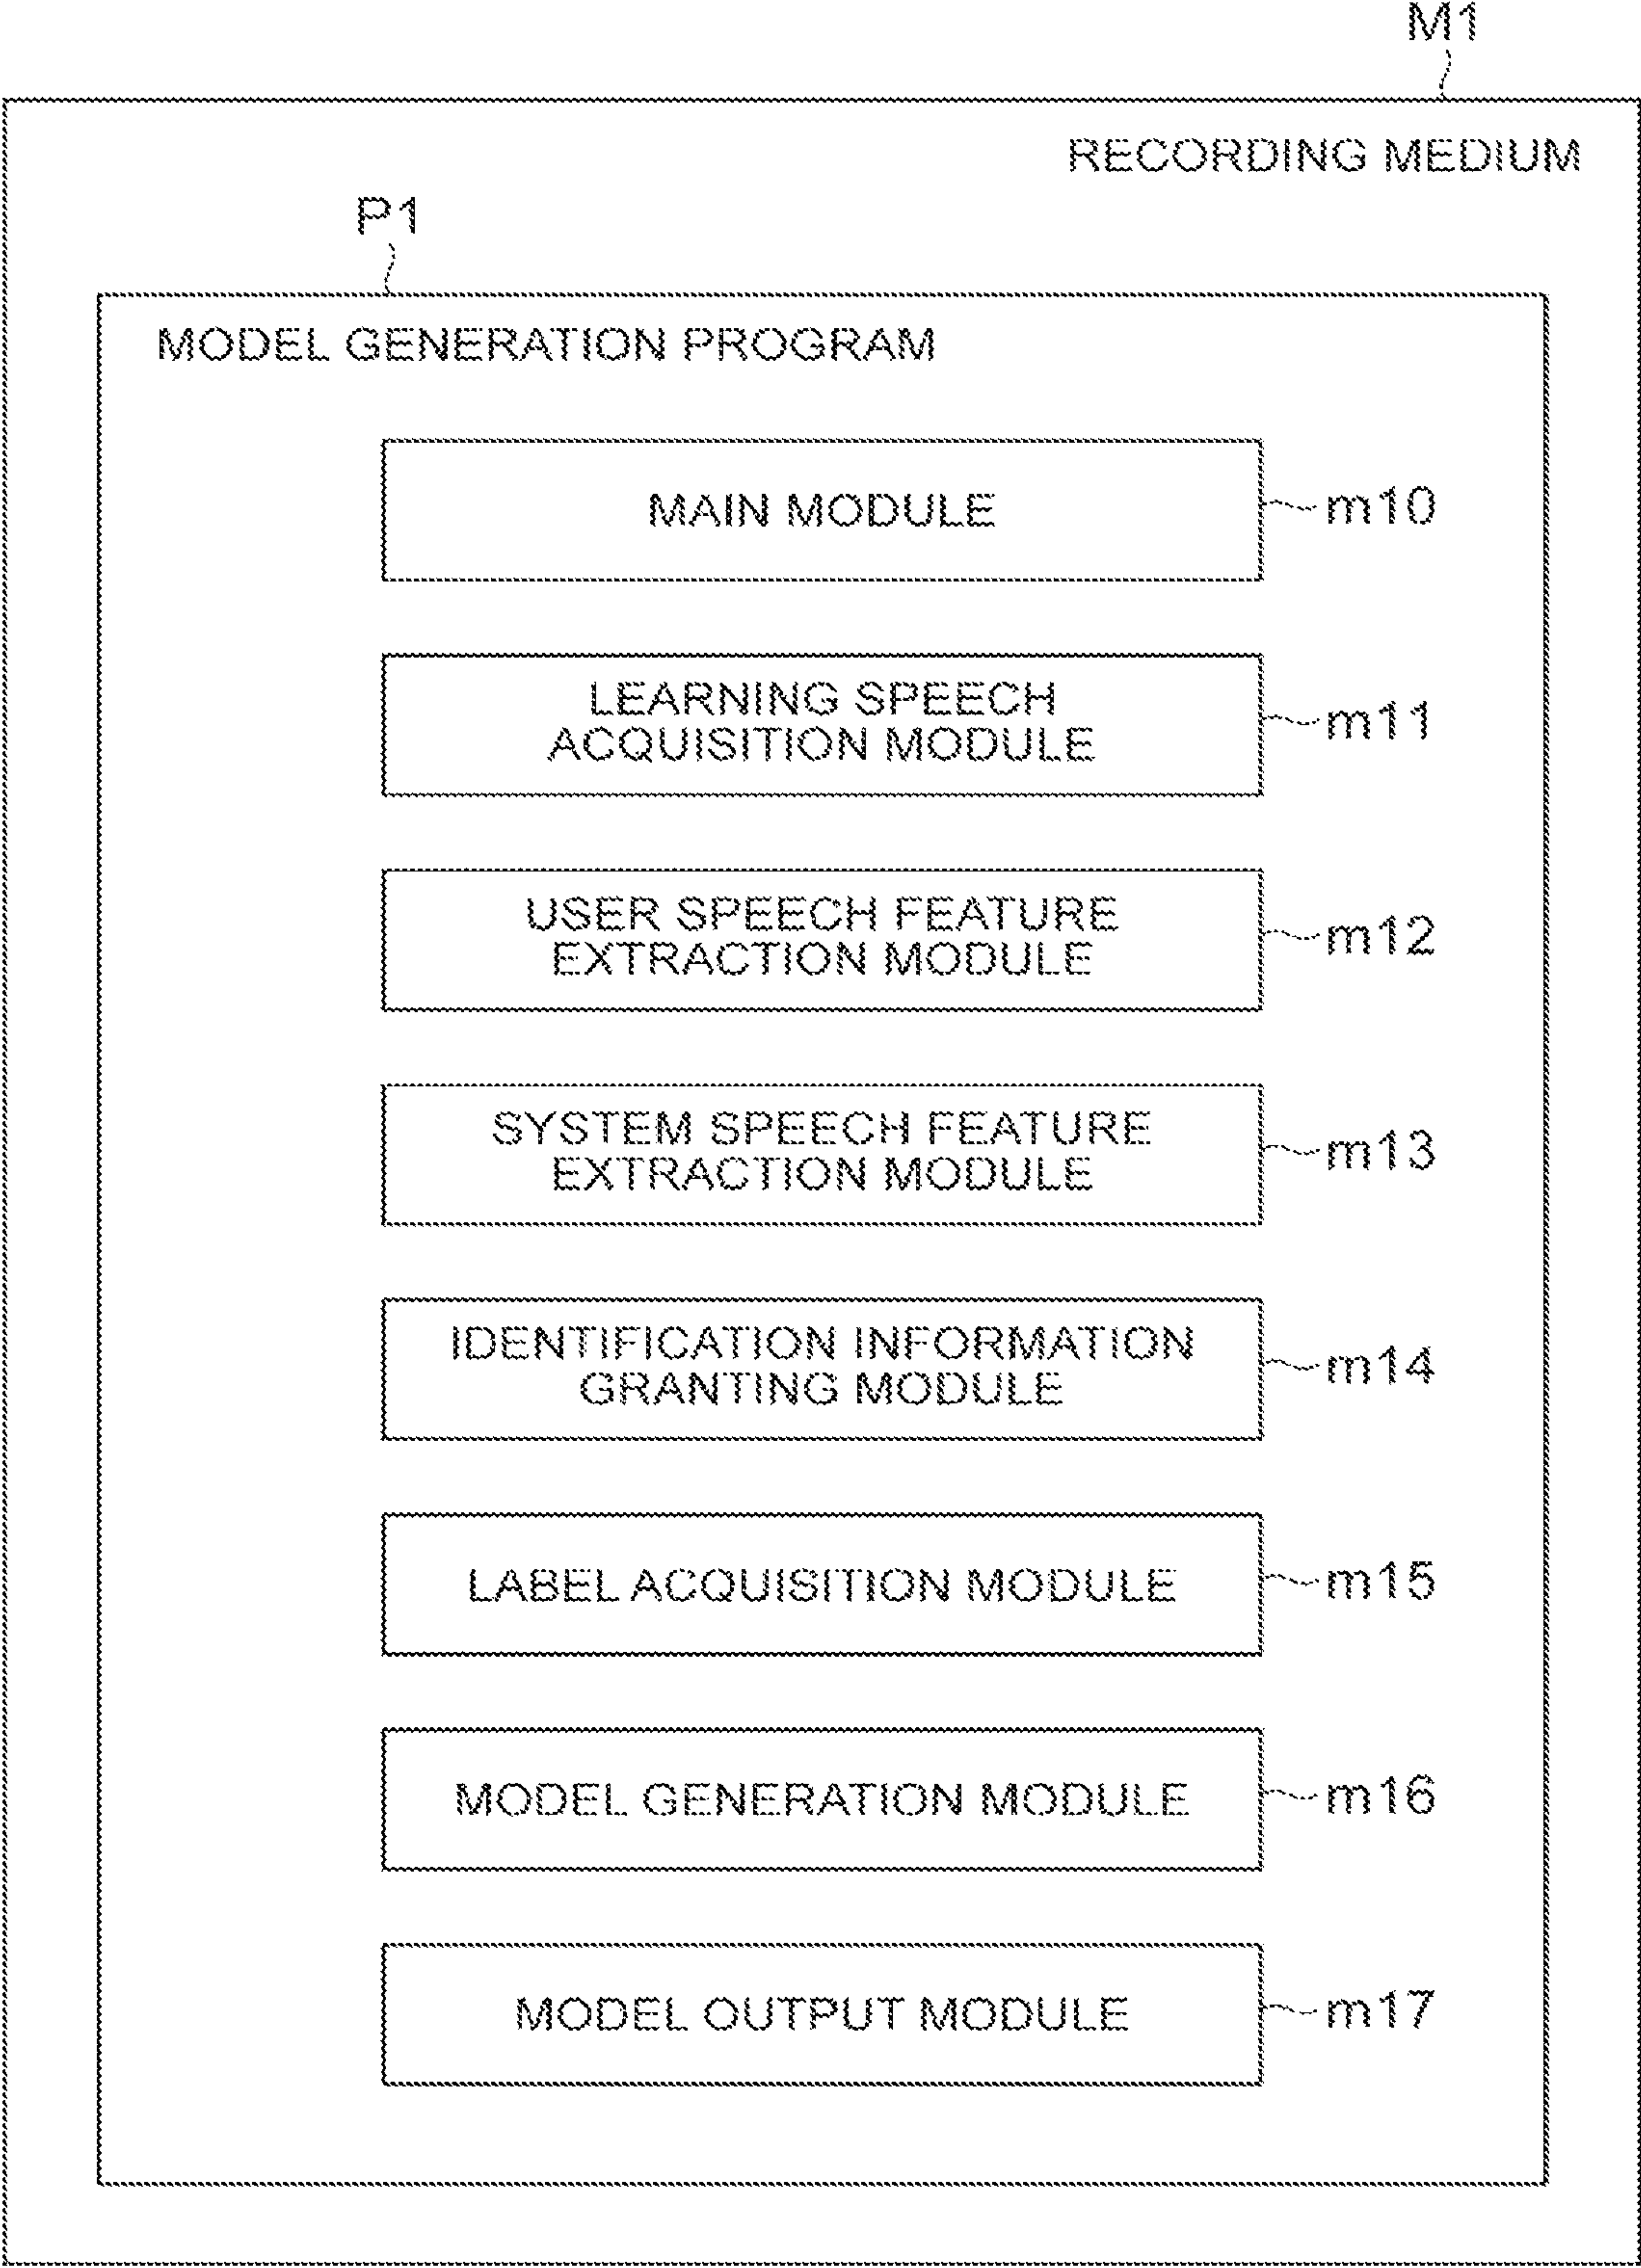 M1
RECORDING MEDIUM
P1
MODEL GENERATION PROGRAM
MAIN MODULE
m10
LEARNING SPEECH
ACQUISITION MODULE
m11
USER SPEECH FEATURE
EXTRACTION MODULE
m12
SYSTEM SPEECH FEATURE
EXTRACTION MODULE
m13
IDENTIFICATION INFORMATION
GRANTING MODULE
m14
LABEL ACQUISITION MODULE
m15
MODEL GENERATION MODULE
m16
MODEL OUTPUT MODULE
m17